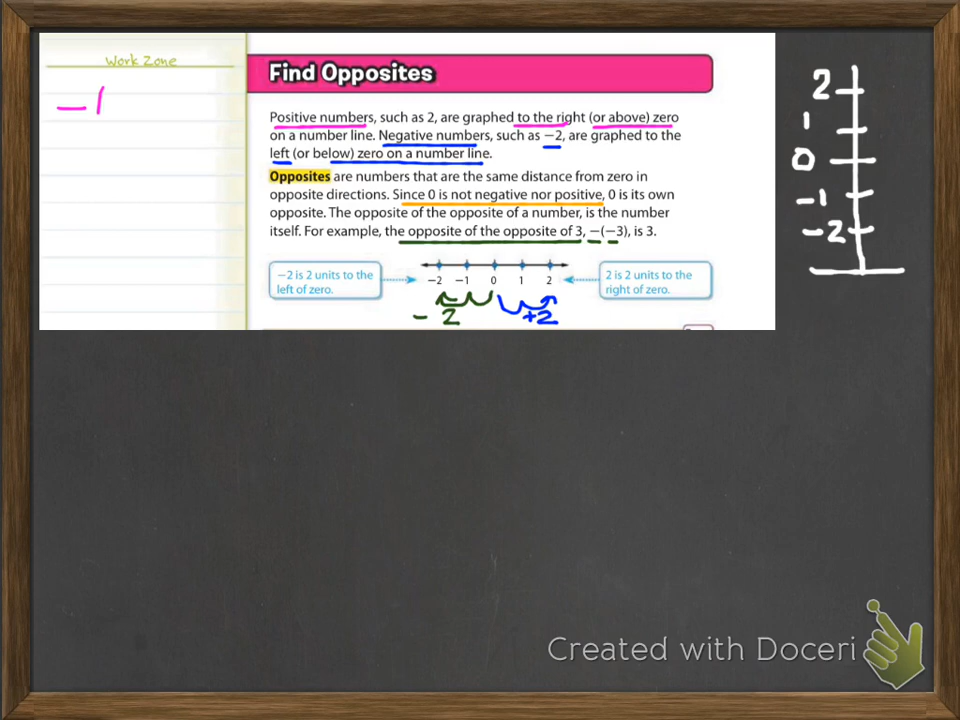 Work Zone
-1
Find Opposites
Positive numbers, such as 2, are graphed to the right (or above) zero
on a number line. Negative numbers, such as −2, are graphed to the
left (or below) zero on a number line.
Opposites are numbers that are the same distance from zero in
opposite directions. Since 0 is not negative nor positive, 0 is its own
opposite. The opposite of the opposite of a number, is the number
itself. For example, the opposite of the opposite of 3, −(−3), is 3.
−2 is 2 units to the
left of zero.
−2 −1 0 1 2
2 is 2 units to the
right of zero.
-2 +2
2
1
0
-1
-2
Created with Doceri